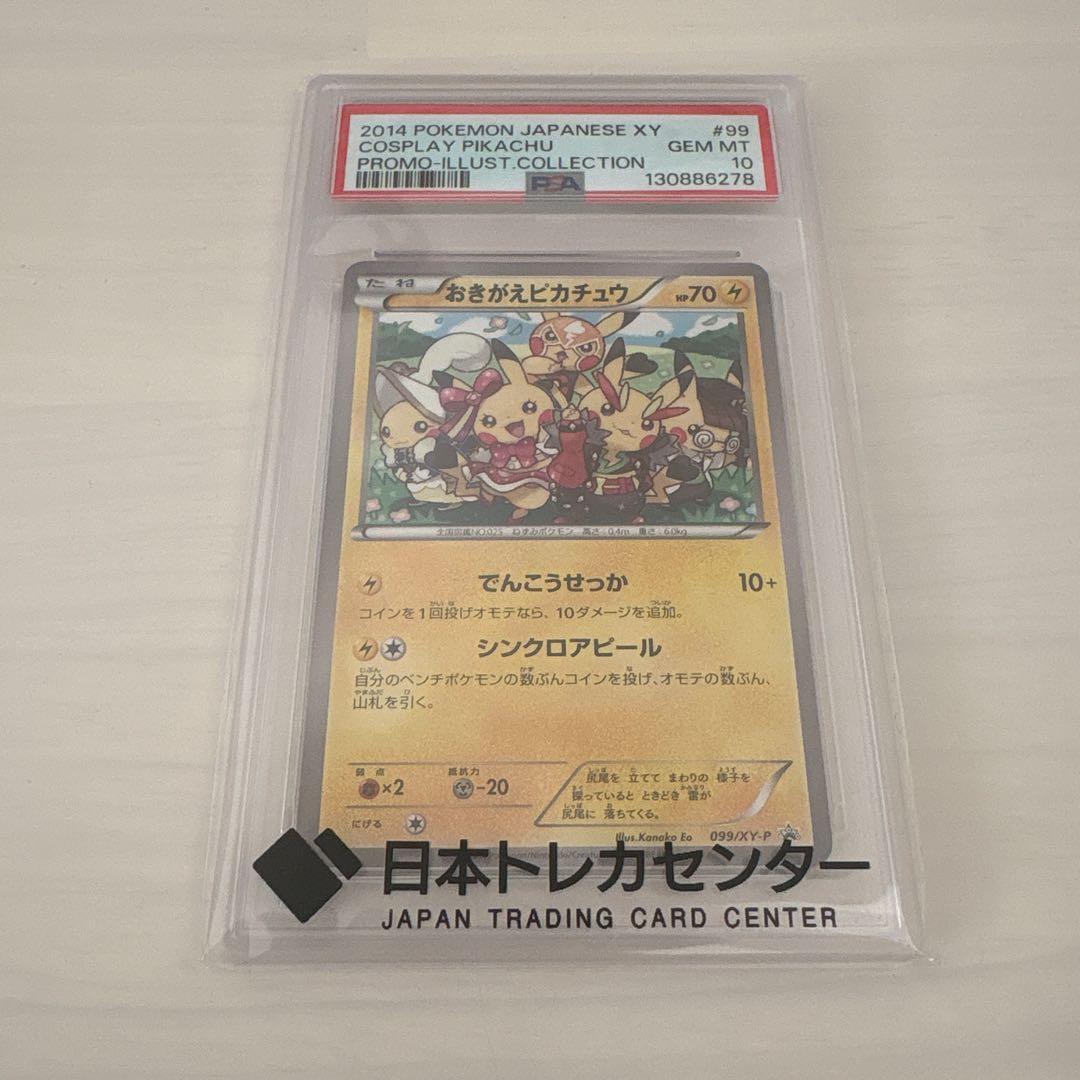 2014 POKEMON JAPANESE XY #99
COSPLAY PIKACHU GEM MT
PROMO-ILLUST.COLLECTION 10
PSA 130886278
たね おきがえピカチュウ HP70
全国図鑑NO.025 ねずみポケモン 高さ:0.4m 重さ:6.0kg
でんこうせっか 10+
コインを1回投げオモテなら、10ダメージを追加。
シンクロアピール
自分のベンチポケモンの数ぶんコインを投げ、オモテの数ぶん、
山札を引く。
弱点 ×2 抵抗力 -20
にげる
尻尾を 立てて まわりの 様子を
探っていると ときどき 雷が
尻尾に 落ちてくる。
Illus.Kanako Eo 099/XY-P
日本トレカセンター
JAPAN TRADING CARD CENTER